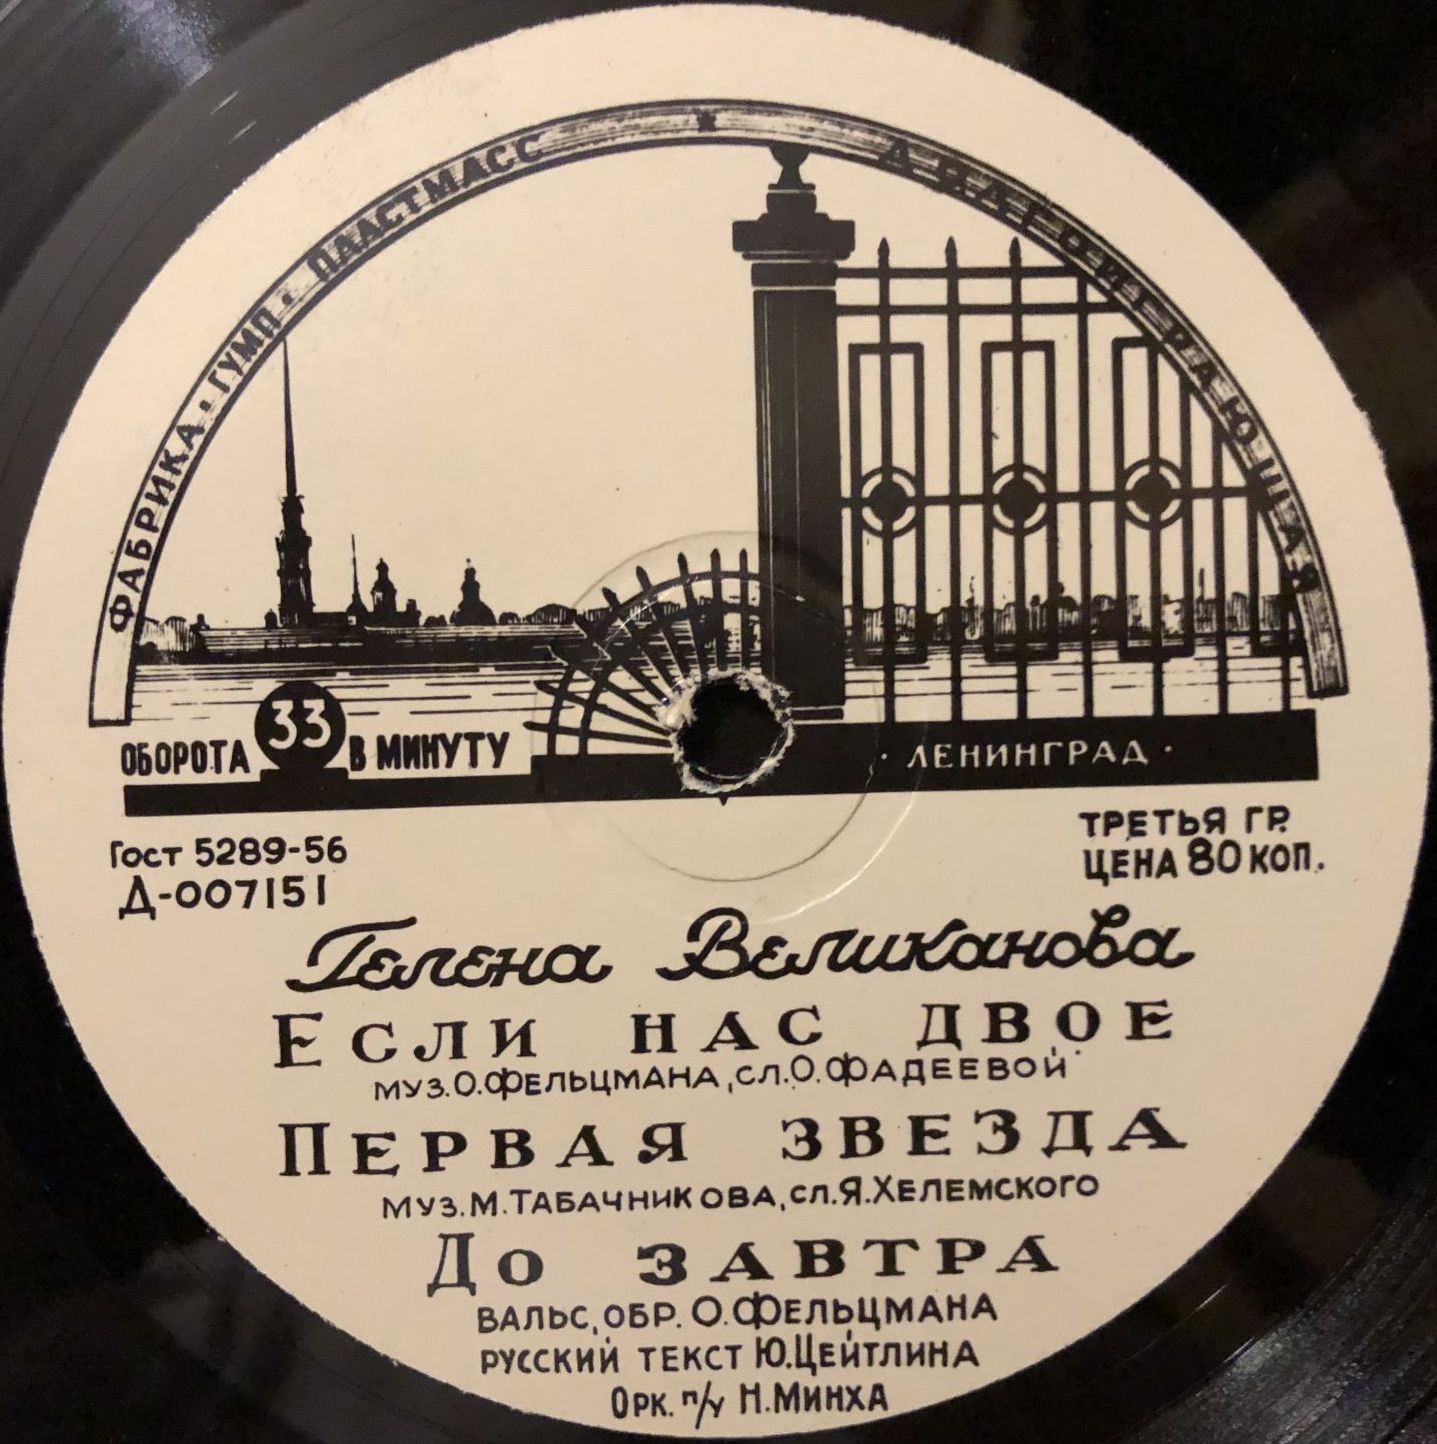 ФАБРИКА · ГУМП · ПЛАСТМАСС * ДОЛГОИГРАЮЩАЯ
ОБОРОТА 33 В МИНУТУ
· ЛЕНИНГРАД ·
ГОСТ 5289-56
Д-007151
ТРЕТЬЯ ГР.
ЦЕНА 80 КОП.
Гелена Великанова
ЕСЛИ НАС ДВОЕ
МУЗ. О. ФЕЛЬЦМАНА, СЛ. О. ФАДЕЕВОЙ
ПЕРВАЯ ЗВЕЗДА
МУЗ. М. ТАБАЧНИКОВА, СЛ. Я. ХЕЛЕМСКОГО
ДО ЗАВТРА
ВАЛЬС, ОБР. О. ФЕЛЬЦМАНА
РУССКИЙ ТЕКСТ Ю. ЦЕЙТЛИНА
ОРК. П/У Н. МИНХА